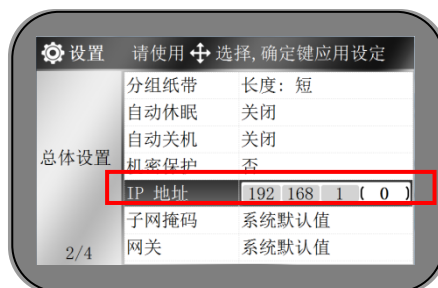 设置 请使用 选择,确定键应用设定
分组纸带 长度: 短
自动休眠 关闭
自动关机 关闭
总体设置
机密保护 否
IP 地址 192 168 1 ( 0 )
子网掩码 系统默认值
网关 系统默认值
2/4